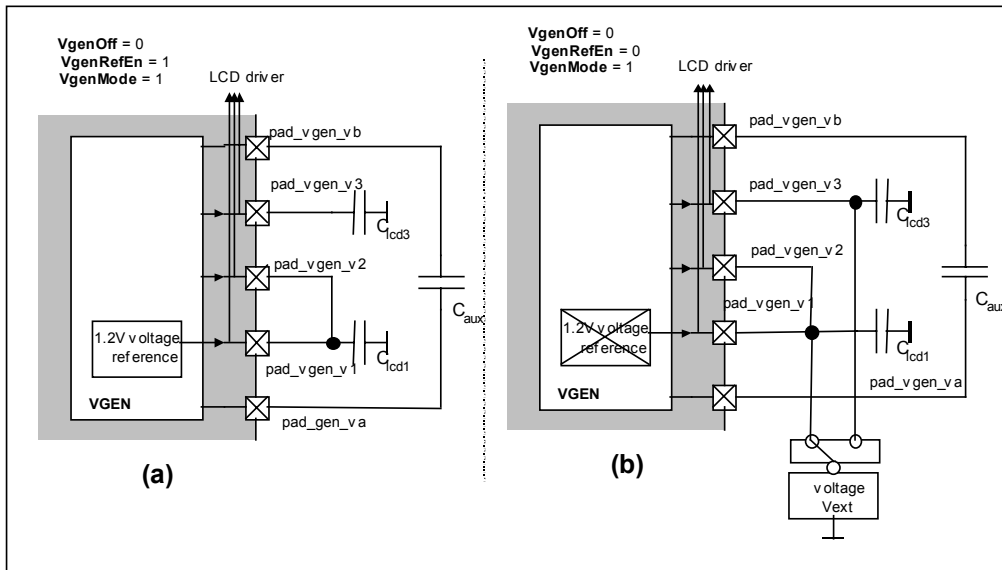 VgenOff = 0
VgenRefEn = 1
VgenMode = 1
LCD driver
pad_vgen_vb
pad_vgen_v3
Clcd3
pad_vgen_v2
Caux
1.2V voltage
reference
Clcd1
pad_vgen_v1
VGEN
pad_gen_va
(a)
VgenOff = 0
VgenRefEn = 0
VgenMode = 1
LCD driver
pad_vgen_vb
pad_vgen_v3
Clcd3
pad_vgen_v2
Caux
pad_vgen_v1
1.2V voltage
reference
Clcd1
pad_vgen_va
VGEN
(b)
voltage
Vext